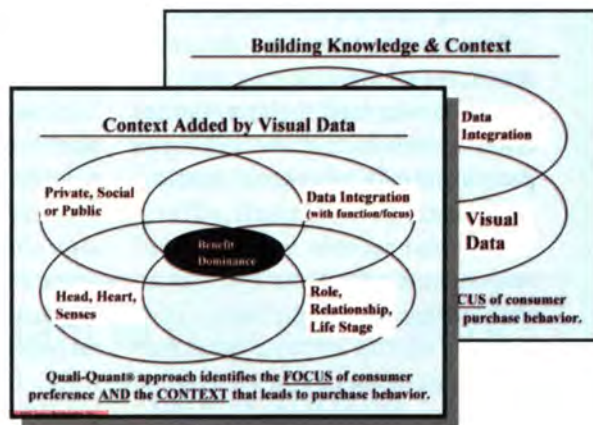 Building Knowledge & Context
Data
Integration
Visual
Data
CUS of consumer
purchase behavior.
Context Added by Visual Data
Private, Social
or Public
Data Integration
(with function/focus)
Benefit
Dominance
Head, Heart,
Senses
Role,
Relationship,
Life Stage
Quali-Quant® approach identifies the FOCUS of consumer
preference AND the CONTEXT that leads to purchase behavior.